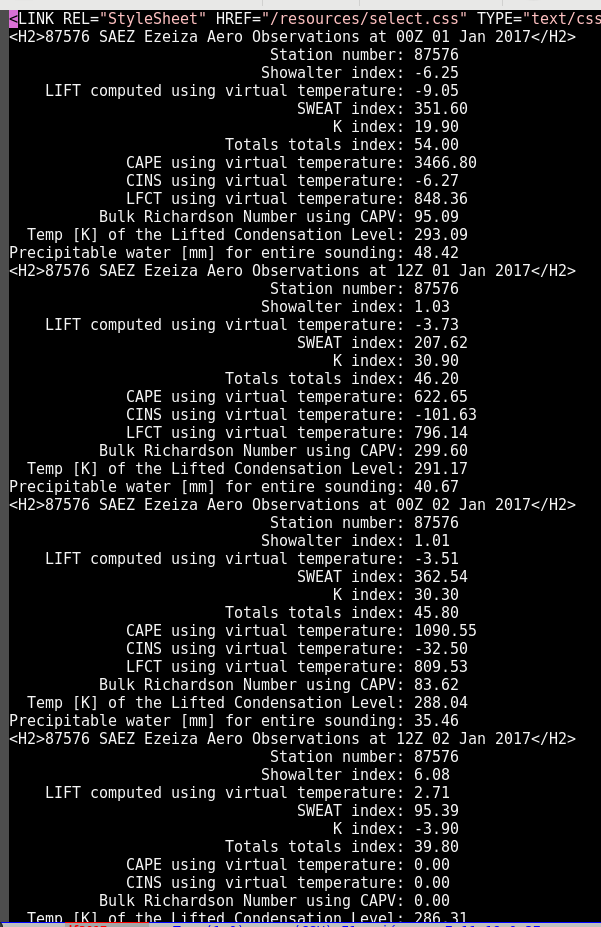 <LINK REL="StyleSheet" HREF="/resources/select.css" TYPE="text/css
<H2>87576 SAEZ Ezeiza Aero Observations at 00Z 01 Jan 2017</H2>
Station number: 87576
Showalter index: -6.25
LIFT computed using virtual temperature: -9.05
SWEAT index: 351.60
K index: 19.90
Totals totals index: 54.00
CAPE using virtual temperature: 3466.80
CINS using virtual temperature: -6.27
LFCT using virtual temperature: 848.36
Bulk Richardson Number using CAPV: 95.09
Temp [K] of the Lifted Condensation Level: 293.09
Precipitable water [mm] for entire sounding: 48.42
<H2>87576 SAEZ Ezeiza Aero Observations at 12Z 01 Jan 2017</H2>
Station number: 87576
Showalter index: 1.03
LIFT computed using virtual temperature: -3.73
SWEAT index: 207.62
K index: 30.90
Totals totals index: 46.20
CAPE using virtual temperature: 622.65
CINS using virtual temperature: -101.63
LFCT using virtual temperature: 796.14
Bulk Richardson Number using CAPV: 299.60
Temp [K] of the Lifted Condensation Level: 291.17
Precipitable water [mm] for entire sounding: 40.67
<H2>87576 SAEZ Ezeiza Aero Observations at 00Z 02 Jan 2017</H2>
Station number: 87576
Showalter index: 1.01
LIFT computed using virtual temperature: -3.51
SWEAT index: 362.54
K index: 30.30
Totals totals index: 45.80
CAPE using virtual temperature: 1090.55
CINS using virtual temperature: -32.50
LFCT using virtual temperature: 809.53
Bulk Richardson Number using CAPV: 83.62
Temp [K] of the Lifted Condensation Level: 288.04
Precipitable water [mm] for entire sounding: 35.46
<H2>87576 SAEZ Ezeiza Aero Observations at 12Z 02 Jan 2017</H2>
Station number: 87576
Showalter index: 6.08
LIFT computed using virtual temperature: 2.71
SWEAT index: 95.39
K index: -3.90
Totals totals index: 39.80
CAPE using virtual temperature: 0.00
CINS using virtual temperature: 0.00
Bulk Richardson Number using CAPV: 0.00
Temp [K] of the Lifted Condensation Level: 286.31